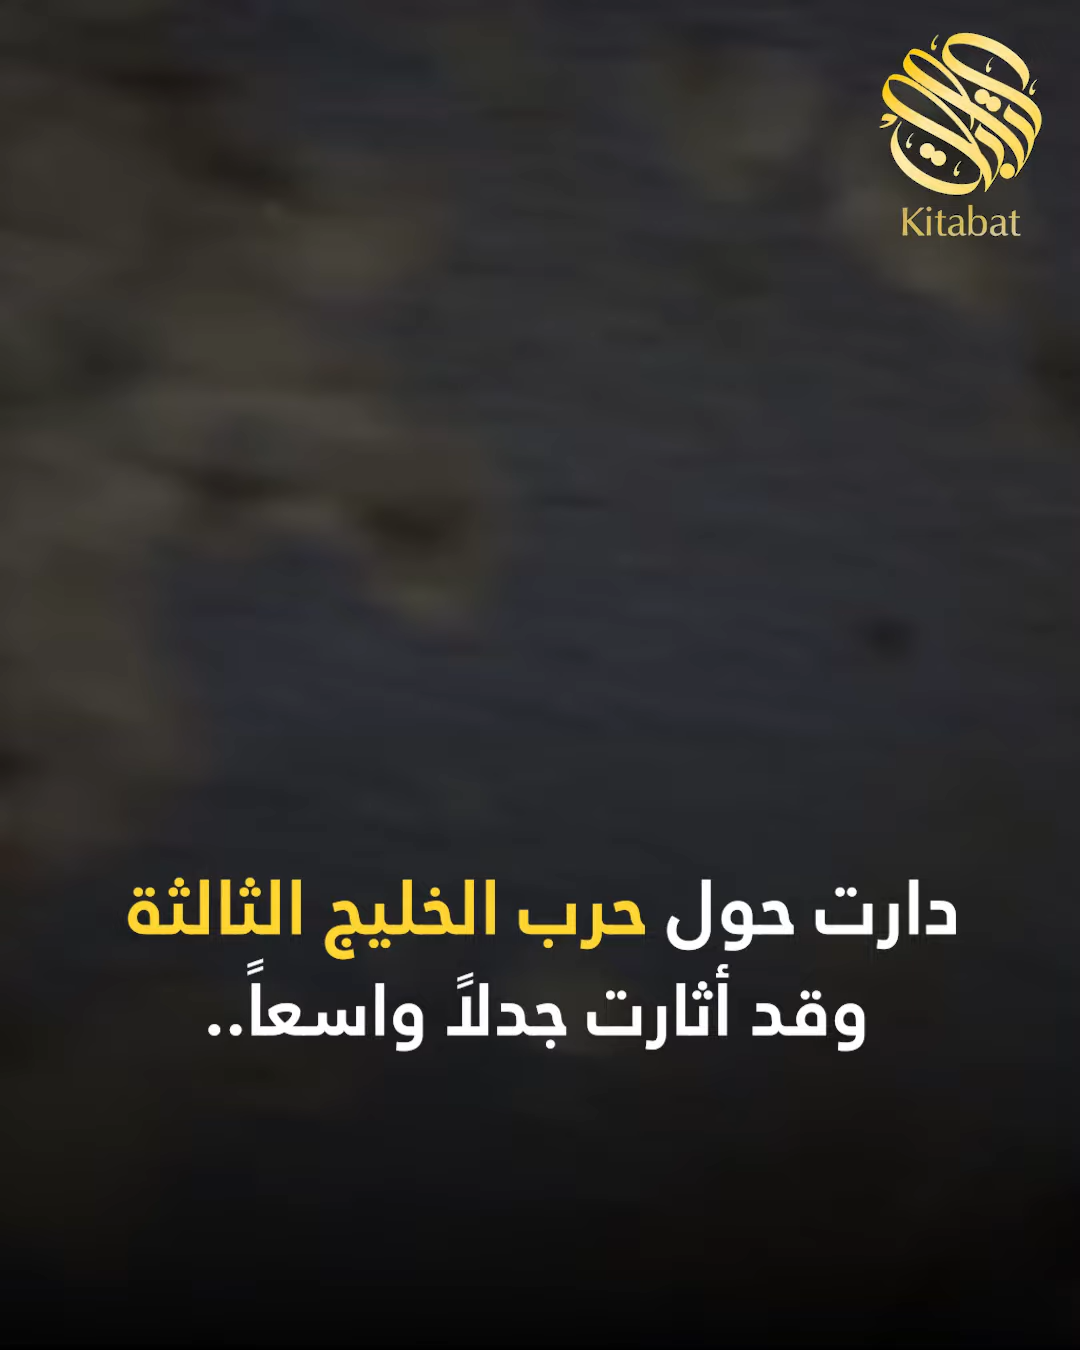 Kitabat
دارت حول حرب الخليج الثالثة
وقد أثارت جدلاً واسعاً..